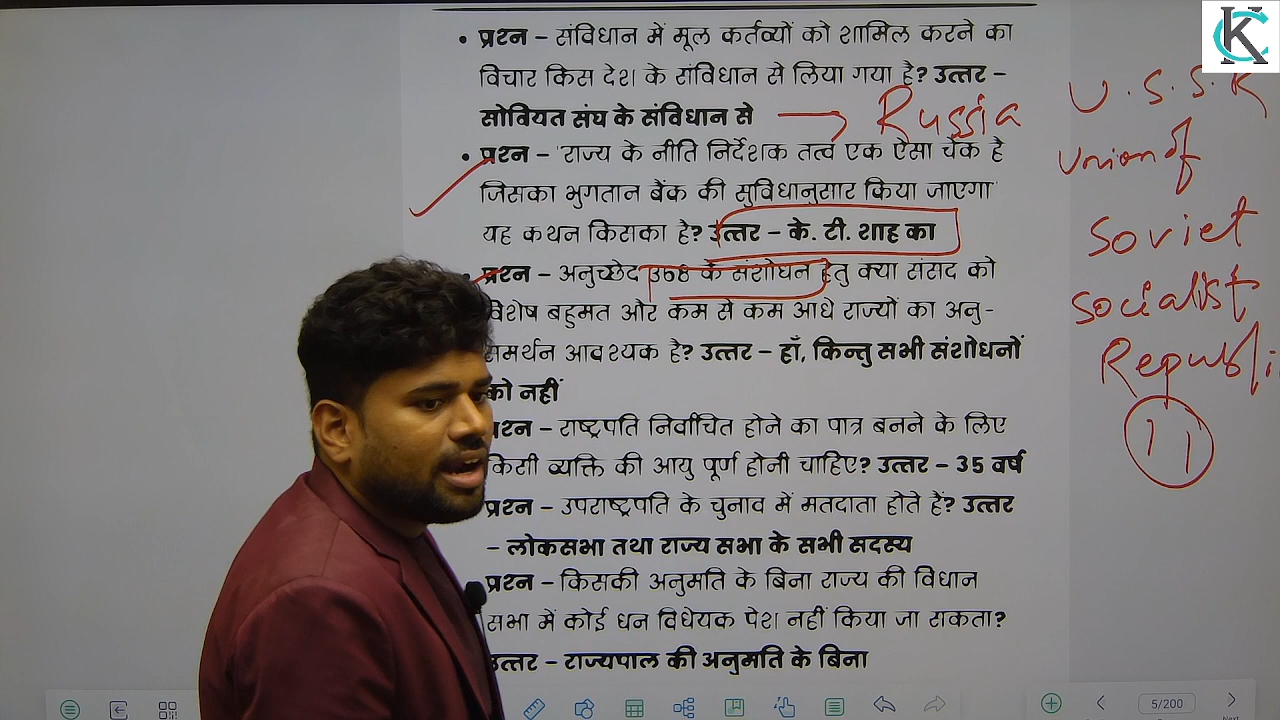 • प्रश्न – संविधान में मूल कर्तव्यों को शामिल करने का
विचार किस देश के संविधान से लिया गया है? उत्तर –
सोवियत संघ के संविधान से
Russia
• प्रश्न – 'राज्य के नीति निर्देशक तत्व एक ऐसा चेक है
जिसका भुगतान बैंक की सुविधानुसार किया जाएगा'
यह कथन किसका है? उत्तर – के. टी. शाह का
• प्रश्न – अनुच्छेद 368 के संशोधन हेतु क्या संसद को
विशेष बहुमत ओर कम से कम आधे राज्यों का अनु-
समर्थन आवश्यक है? उत्तर – हाँ, किन्तु सभी संशोधनों
को नहीं
प्रश्न – राष्ट्रपति निर्वाचित होने का पात्र बनने के लिए
किसी व्यक्ति की आयु पूर्ण होनी चाहिए? उत्तर – 35 वर्ष
प्रश्न – उपराष्ट्रपति के चुनाव में मतदाता होते हैं? उत्तर
– लोकसभा तथा राज्य सभा के सभी सदस्य
प्रश्न – किसकी अनुमति के बिना राज्य की विधान
सभा में कोई धन विधेयक पेश नहीं किया जा सकता?
उत्तर – राज्यपाल की अनुमति के बिना
U.S.S.R
Union of
Soviet
Socialist
Republi
11
KC
5/200
Next